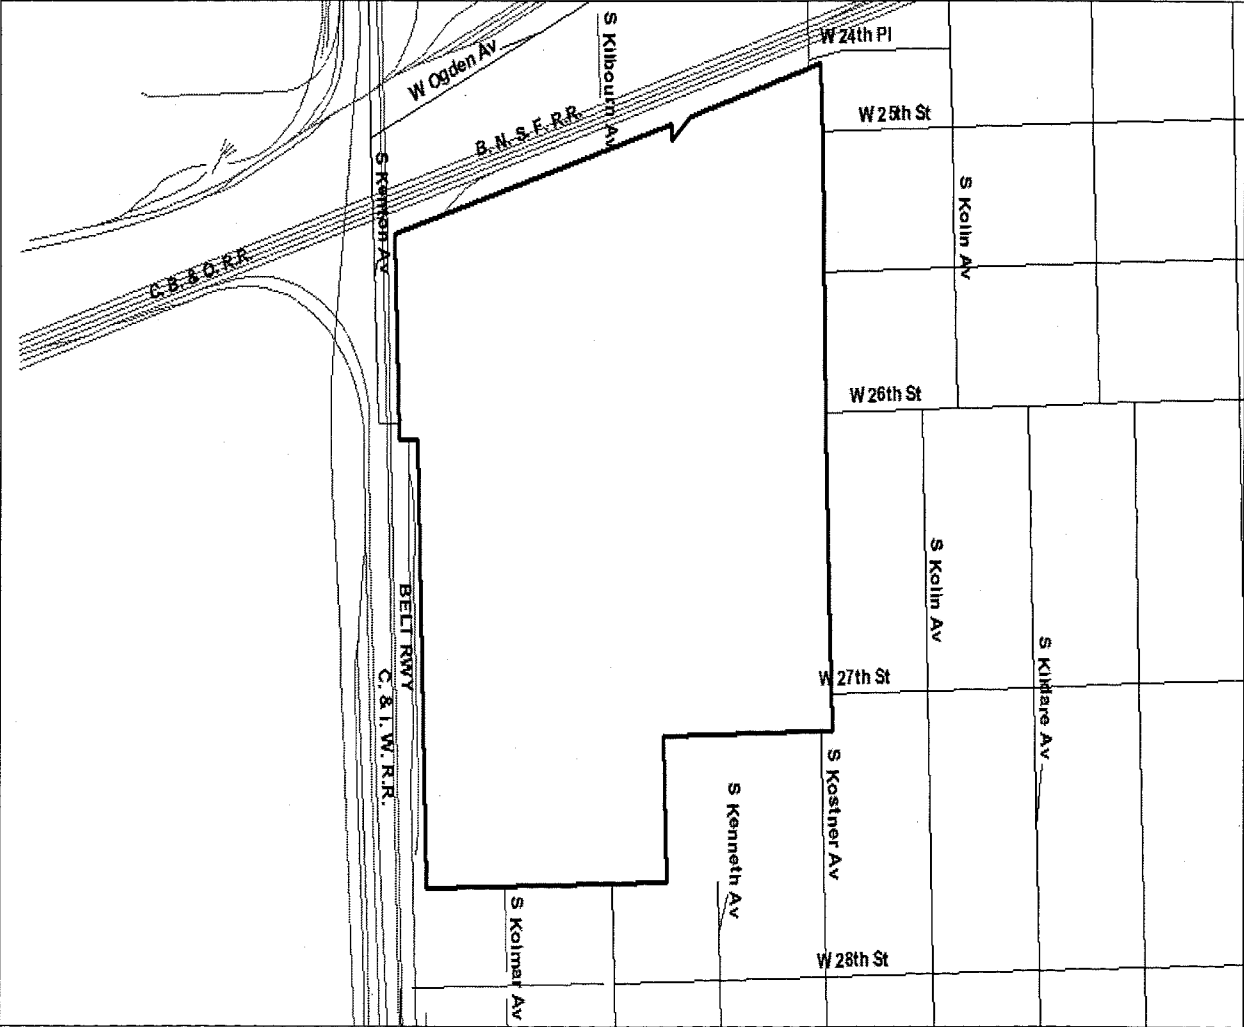 W 24th Pl
S Kilbourn Av
W Ogden Av
W 25th St
B. N. S. F. R.R.
S Kenton Av
S Kolin Av
C. B. & Q. R.R.
W 26th St
S Kolin Av
BELT RWY
S Kildare Av
W 27th St
C. & I. W. R.R.
S Kostner Av
S Kenneth Av
S Kolmar Av
W 28th St